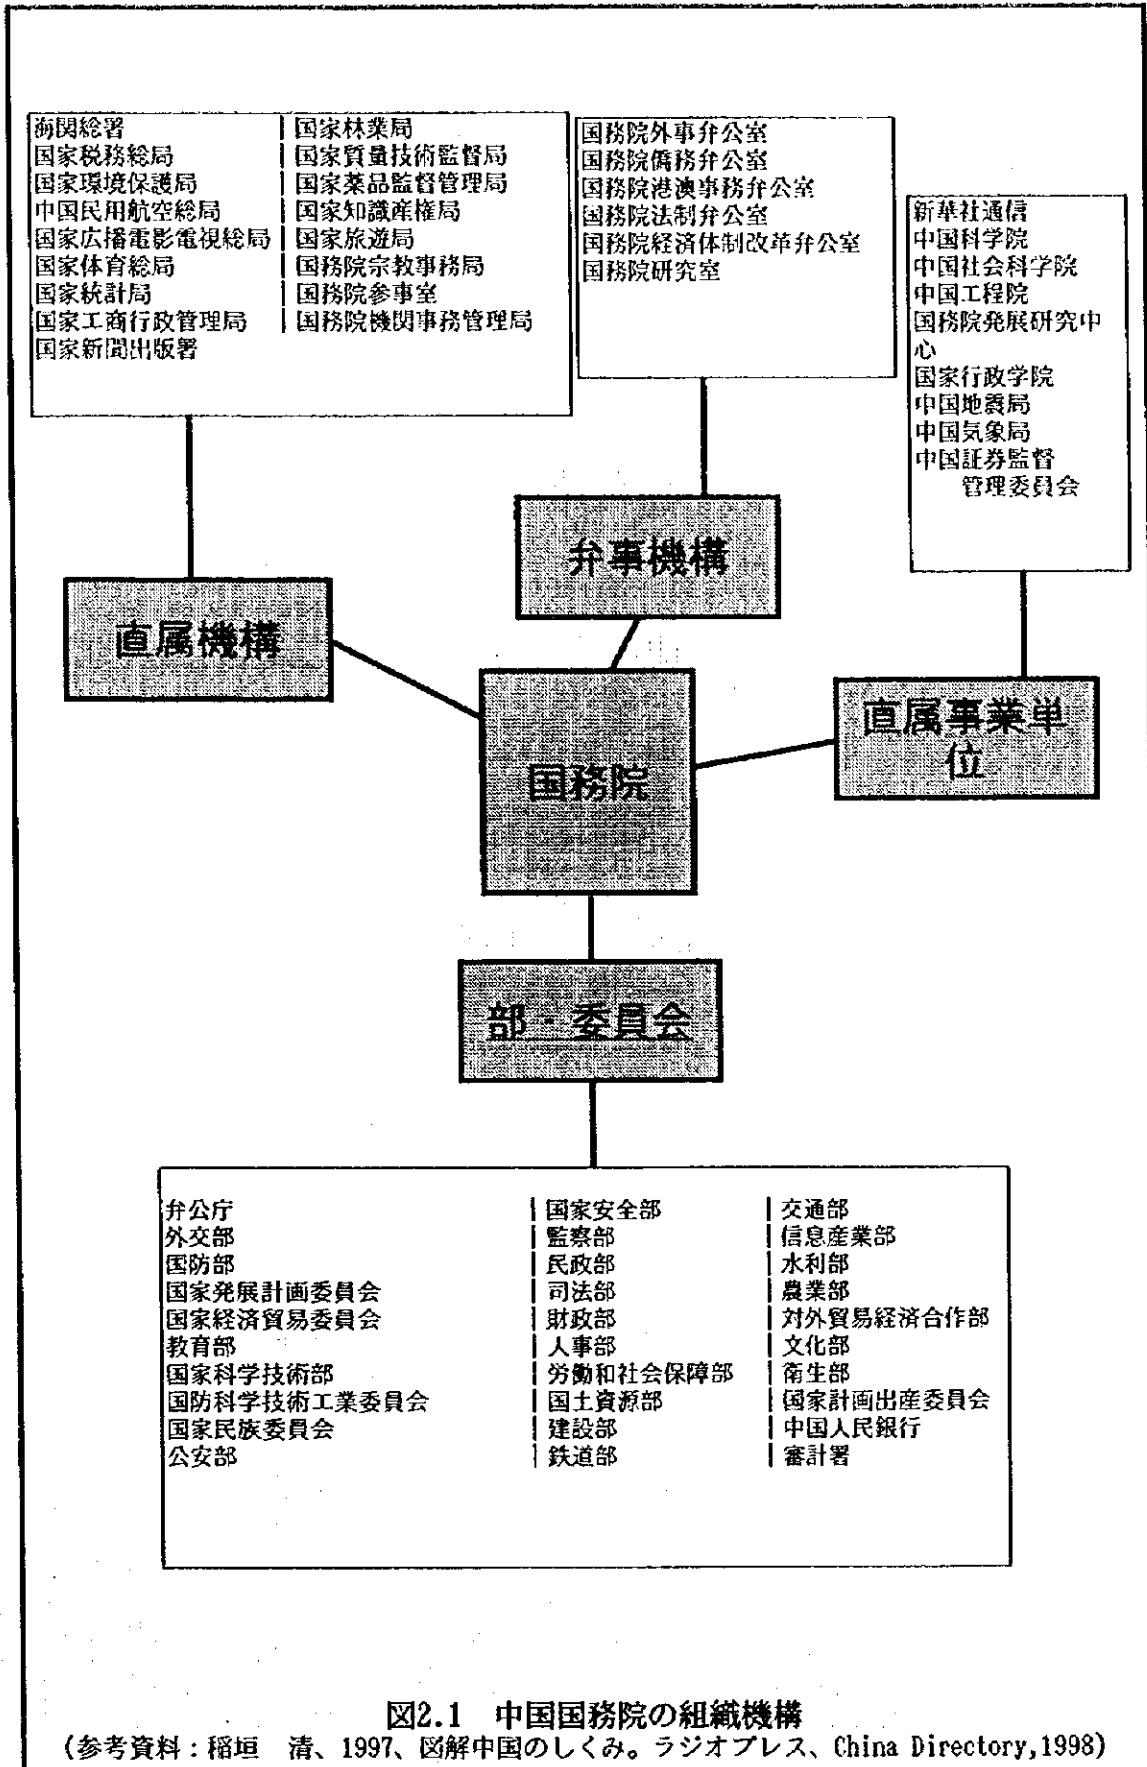 海関総署
国家税務総局
国家環境保護局
中国民用航空総局
国家広播電影電視総局
国家体育総局
国家統計局
国家工商行政管理局
国家新聞出版署
国家林業局
国家質量技術監督局
国家薬品監督管理局
国家知識産権局
国家旅遊局
国務院宗教事務局
国務院参事室
国務院機関事務管理局
国務院外事弁公室
国務院僑務弁公室
国務院港澳事務弁公室
国務院法制弁公室
国務院経済体制改革弁公室
国務院研究室
新華社通信
中国科学院
中国社会科学院
中国工程院
国務院発展研究中
心
国家行政学院
中国地震局
中国気象局
中国証券監督
管理委員会
弁事機構
直属機構
直属事業単
位
国務院
部・委員会
弁公庁
外交部
国防部
国家発展計画委員会
国家経済貿易委員会
教育部
国家科学技術部
国防科学技術工業委員会
国家民族委員会
公安部
国家安全部
監察部
民政部
司法部
財政部
人事部
労働和社会保障部
国土資源部
建設部
鉄道部
交通部
信息産業部
水利部
農業部
対外貿易経済合作部
文化部
衛生部
国家計画出産委員会
中国人民銀行
審計署
図2.1 中国国務院の組織機構
(参考資料:稲垣 清、1997、図解中国のしくみ。ラジオプレス、China Directory,1998)